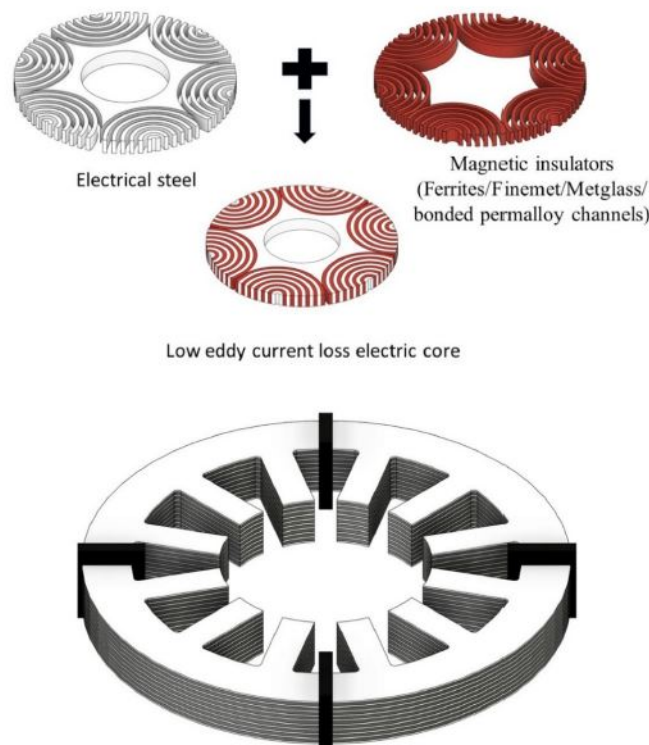 Electrical steel
Magnetic insulators
(Ferrites/Finemet/Metglass/
bonded permalloy channels)
Low eddy current loss electric core